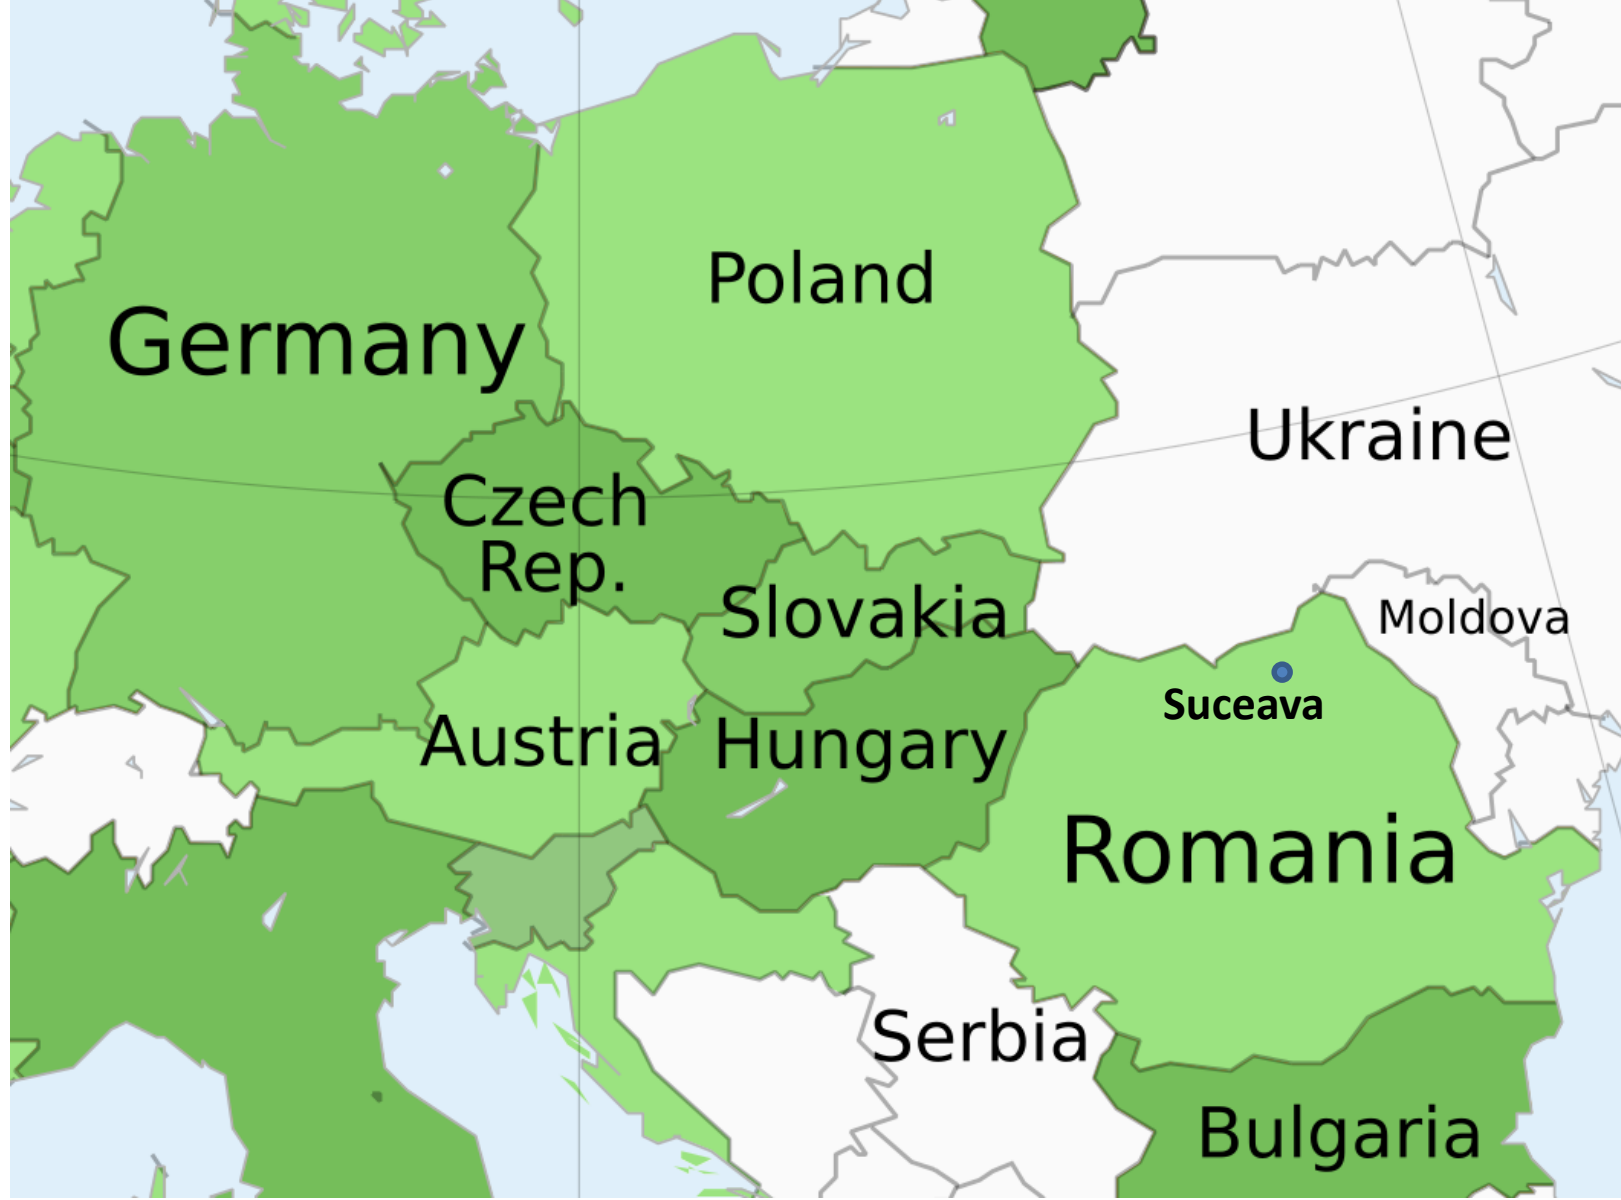 Poland
Germany
Ukraine
Czech
Rep.
Slovakia
Moldova
Suceava
Austria
Hungary
Romania
Serbia
Bulgaria